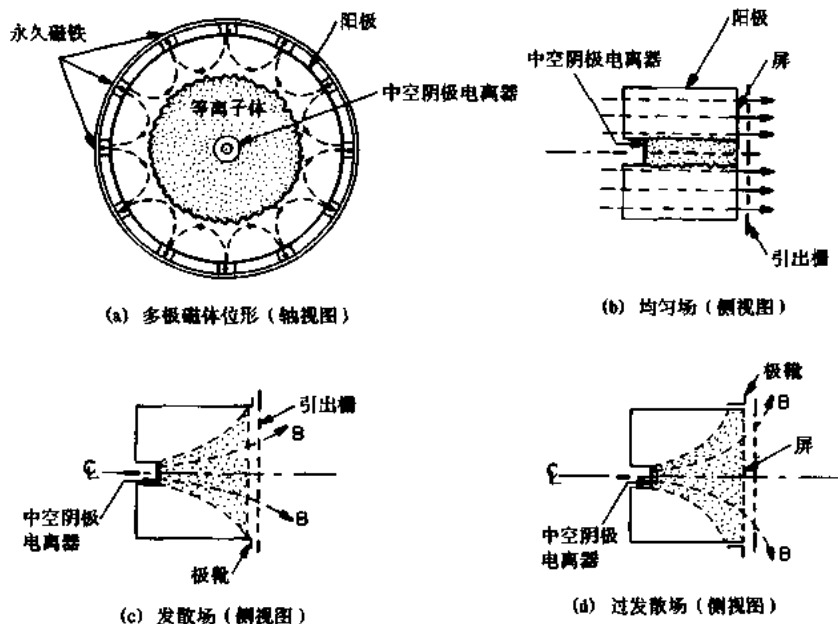 永久磁铁
阳极
中空阴极电离器
等离子体
(a) 多极磁体位形 (轴视图)
阳极
中空阴极电离器
屏
引出栅
(b) 均匀场 (侧视图)
引出栅
B
B
℄
中空阴极
电离器
极靴
(c) 发散场 (侧视图)
极靴
B
屏
℄
中空阴极
电离器
B
(d) 过发散场 (侧视图)